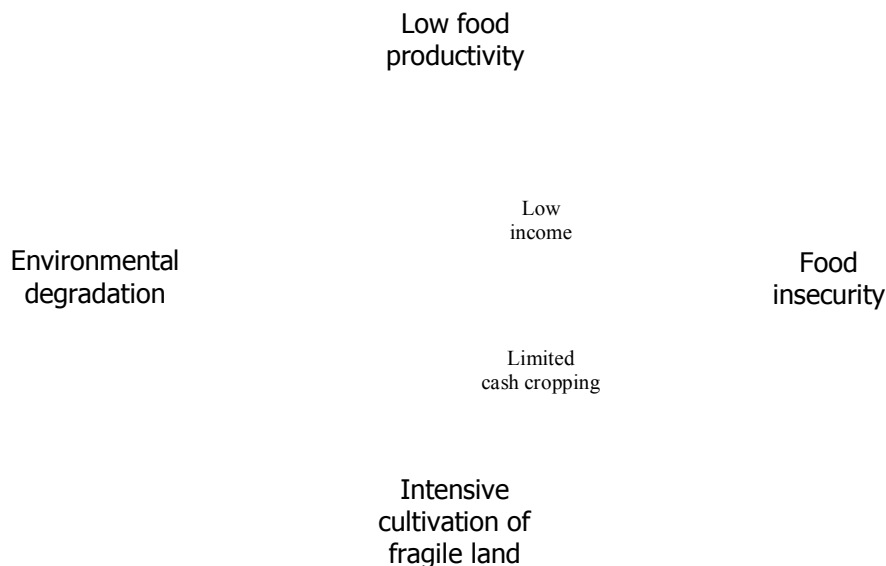 Low food
productivity
Low
income
Environmental
degradation
Food
insecurity
Limited
cash cropping
Intensive
cultivation of
fragile land